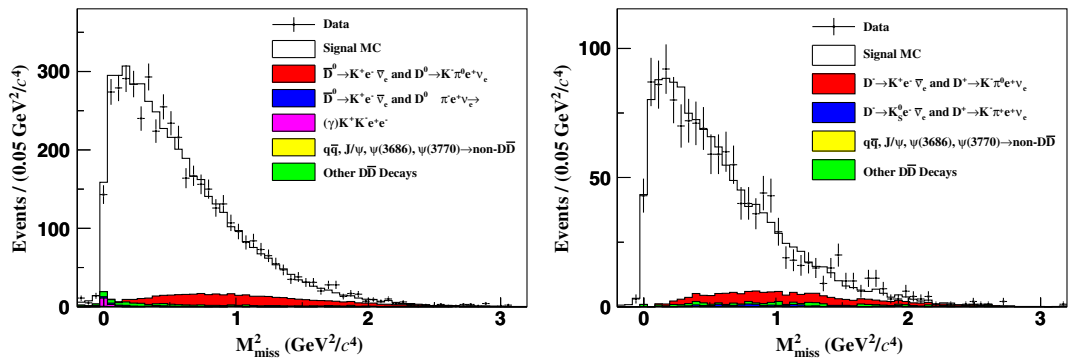 Events / (0.05 GeV²/c⁴)
300
200
100
0
Data
Signal MC
D̅⁰→K⁺e⁻ν̅ₑ and D⁰→K⁻π⁰e⁺νₑ
D̅⁰→K⁺e⁻ν̅ₑ and D⁰ π⁻e⁺νₑ→
(γ)K⁺K⁻e⁺e⁻
qq̅, J/ψ, ψ(3686), ψ(3770)→non-DD̅
Other DD̅ Decays
0 1 2 3
M²miss (GeV²/c⁴)
Events / (0.05 GeV²/c⁴)
100
50
0
Data
Signal MC
D⁻→K⁺e⁻ν̅ₑ and D⁺→K⁻π⁰e⁺νₑ
D⁻→K⁰S e⁻ν̅ₑ and D⁺→K⁻π⁺e⁺νₑ
qq̅, J/ψ, ψ(3686), ψ(3770)→non-DD̅
Other DD̅ Decays
0 1 2 3
M²miss (GeV²/c⁴)